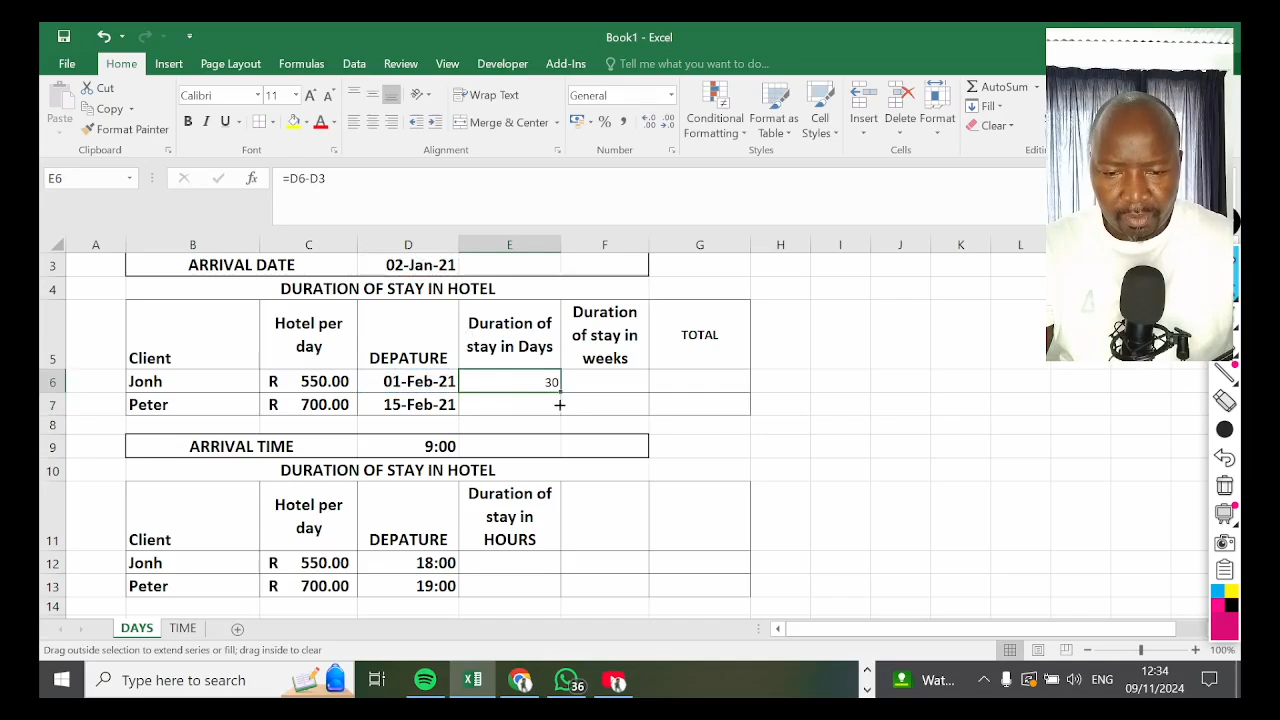 Book1 - Excel
File Home Insert Page Layout Formulas Data Review View Developer Add-Ins Tell me what you want to do...
Paste
Cut
Copy
Format Painter
Clipboard
Calibri 11
B I U
Font
Wrap Text
Merge & Center
Alignment
General
Number
Conditional Formatting
Format as Table
Cell Styles
Styles
Insert Delete Format
Cells
AutoSum
Fill
Clear
E6 =D6-D3
A B C D E F G H I J K L
3 ARRIVAL DATE 02-Jan-21
4 DURATION OF STAY IN HOTEL
5 Client Hotel per day DEPATURE Duration of stay in Days Duration of stay in weeks TOTAL
6 Jonh R 550.00 01-Feb-21 30
7 Peter R 700.00 15-Feb-21
8
9 ARRIVAL TIME 9:00
10 DURATION OF STAY IN HOTEL
11 Client Hotel per day DEPATURE Duration of stay in HOURS
12 Jonh R 550.00 18:00
13 Peter R 700.00 19:00
14
DAYS TIME
Drag outside selection to extend series or fill; drag inside to clear
100%
Type here to search
36
Wat...
ENG
12:34
09/11/2024